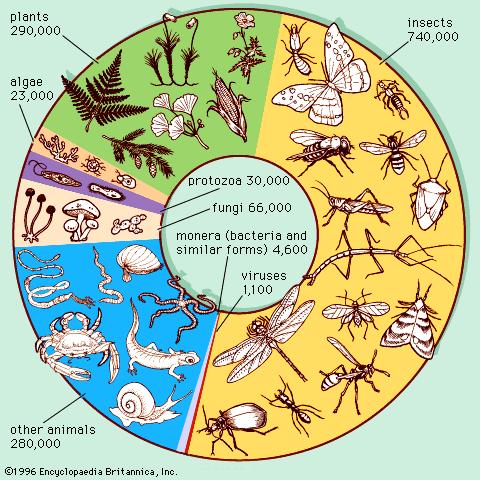 plants
290,000
insects
740,000
algae
23,000
protozoa 30,000
fungi 66,000
monera (bacteria and
similar forms) 4,600
viruses
1,100
other animals
280,000
©1996 Encyclopaedia Britannica, Inc.